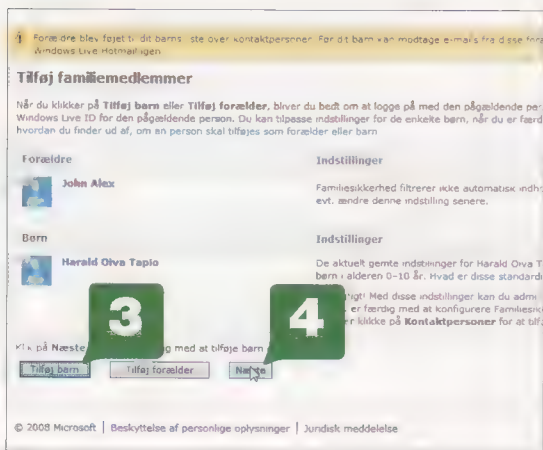 Forældre blev føjet til dit barns liste over kontaktpersoner. Før dit barn kan modtage e-mails fra disse
Windows Live Hotmail igen.
Tilføj familiemedlemmer
Når du klikker på Tilføj barn eller Tilføj forælder, bliver du bedt om at logge på med den pågældende
Windows Live ID for den pågældende person. Du kan tilpasse indstillinger for de enkelte børn, når du er færd
hvordan du finder ud af, om en person skal tilføjes som forælder eller barn
Forældre
Indstillinger
John Alex
Familiesikkerhed filtrerer ikke automatisk indh
evt. ændre denne indstilling senere.
Børn
Indstillinger
Harald Oiva Tapio
De aktuelt gemte indstillinger for Harald Oiva T
børn i alderen 0-10 år. Hvad er disse standardi
3
4
Med disse indstillinger kan du admi
er færdig med at konfigurere Familiesik
klikke på Kontaktpersoner for at tilf
Klik på Næste
med at tilføje børn
Tilføj barn
Tilføj forælder
Næste
© 2008 Microsoft | Beskyttelse af personlige oplysninger | Juridisk meddelelse